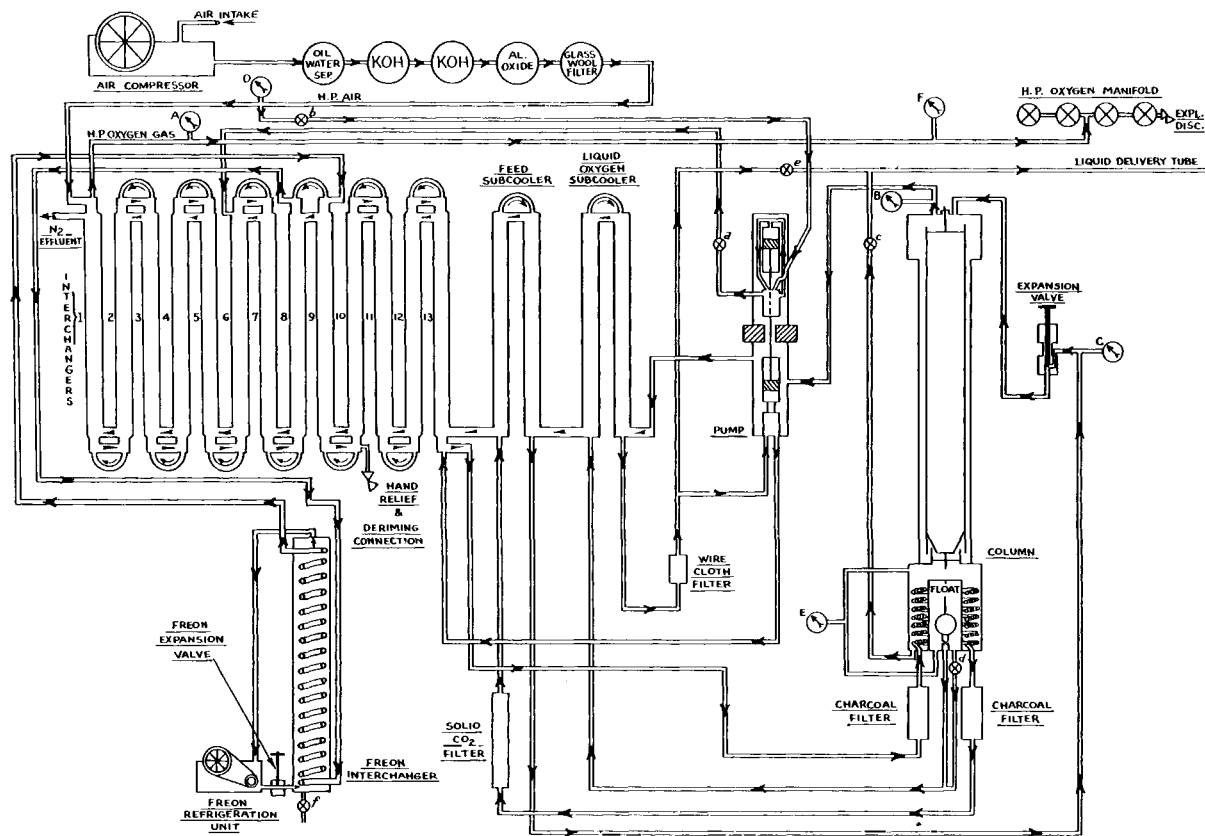 AIR INTAKE
AIR COMPRESSOR
OIL
WATER
SEP.
KOH
KOH
AL.
OXIDE
GLASS
WOOL
FILTER
D
H.P. AIR
b
A
H.P. OXYGEN GAS
F
H.P. OXYGEN MANIFOLD
EXPL.
DISC.
LIQUID DELIVERY TUBE
FEED
SUBCOOLER
LIQUID
OXYGEN
SUBCOOLER
e
B
a
c
N2
EFFLUENT
INTERCHANGERS
1
2
3
4
5
6
7
8
9
10
11
12
13
EXPANSION
VALVE
C
PUMP
HAND
RELIEF
&
DERIMING
CONNECTION
WIRE
CLOTH
FILTER
COLUMN
FLOAT
E
d
FREON
EXPANSION
VALVE
SOLID
CO2
FILTER
CHARCOAL
FILTER
CHARCOAL
FILTER
FREON
INTERCHANGER
FREON
REFRIGERATION
UNIT
f